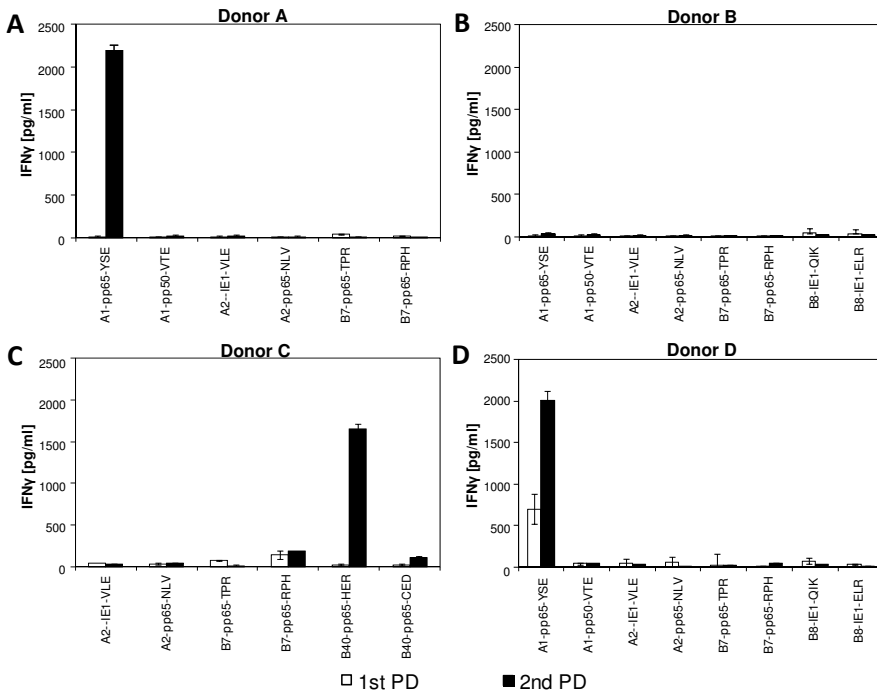 A
Donor A
IFNγ [pg/ml]
2500
2000
1500
1000
500
0
A1-pp65-YSE
A1-pp50-VTE
A2--IE1-VLE
A2-pp65-NLV
B7-pp65-TPR
B7-pp65-RPH
B
Donor B
IFNγ [pg/ml]
2500
2000
1500
1000
500
0
A1-pp65-YSE
A1-pp50-VTE
A2--IE1-VLE
A2-pp65-NLV
B7-pp65-TPR
B7-pp65-RPH
B8-IE1-QIK
B8-IE1-ELR
C
Donor C
IFNγ [pg/ml]
2500
2000
1500
1000
500
0
A2--IE1-VLE
A2-pp65-NLV
B7-pp65-TPR
B7-pp65-RPH
B40-pp65-HER
B40-pp65-CED
D
Donor D
IFNγ [pg/ml]
2500
2000
1500
1000
500
0
A1-pp65-YSE
A1-pp50-VTE
A2--IE1-VLE
A2-pp65-NLV
B7-pp65-TPR
B7-pp65-RPH
B8-IE1-QIK
B8-IE1-ELR
1st PD
2nd PD